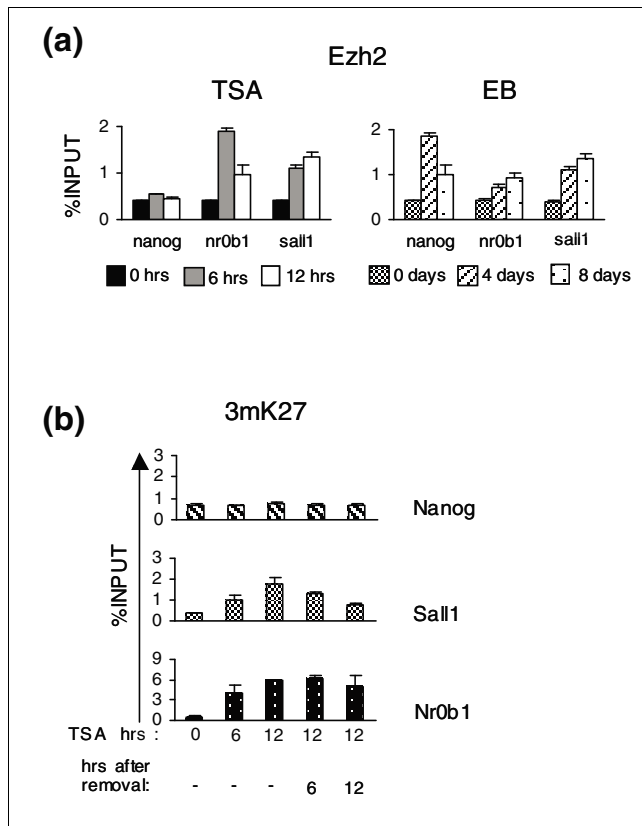 (a)
Ezh2
TSA
EB
%INPUT
2
1
0
nanog nr0b1 sall1
2
1
0
nanog nr0b1 sall1
0 hrs 6 hrs 12 hrs
0 days 4 days 8 days
(b)
3mK27
%INPUT
3
2
1
0
Nanog
3
2
1
0
Sall1
9
6
3
0
Nr0b1
TSA hrs : 0 6 12 12 12
hrs after
removal: - - - 6 12